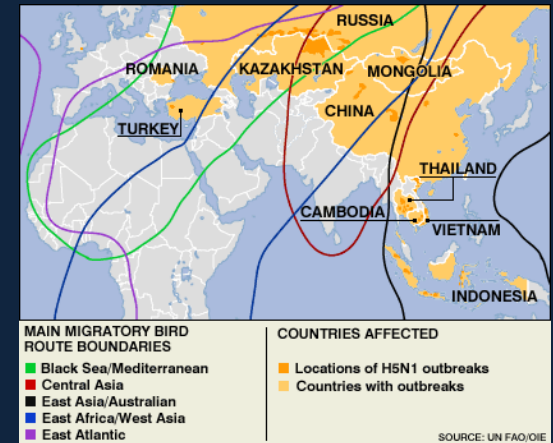 RUSSIA
ROMANIA
KAZAKHSTAN
MONGOLIA
CHINA
TURKEY
THAILAND
CAMBODIA
VIETNAM
INDONESIA
MAIN MIGRATORY BIRD
ROUTE BOUNDARIES
Black Sea/Mediterranean
Central Asia
East Asia/Australian
East Africa/West Asia
East Atlantic
COUNTRIES AFFECTED
Locations of H5N1 outbreaks
Countries with outbreaks
SOURCE: UN FAO/OIE